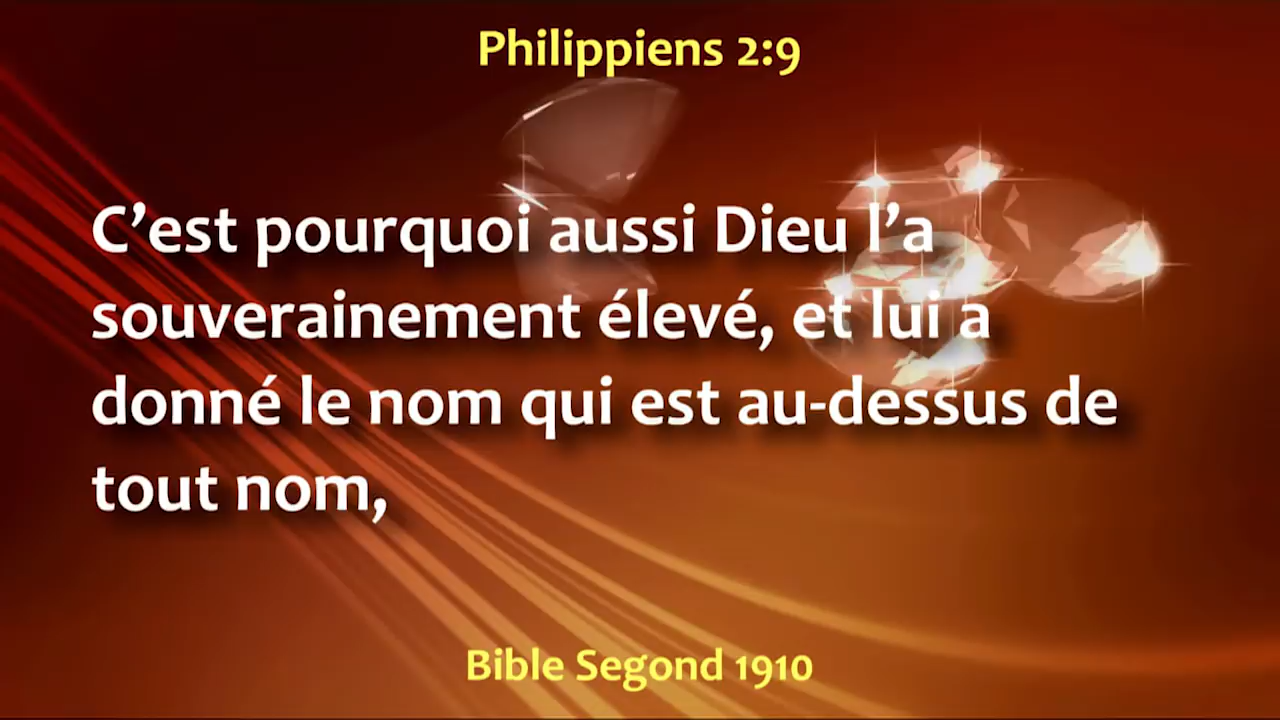 Philippiens 2:9
C’est pourquoi aussi Dieu l’a
souverainement élevé, et lui a
donné le nom qui est au-dessus de
tout nom,
Bible Segond 1910